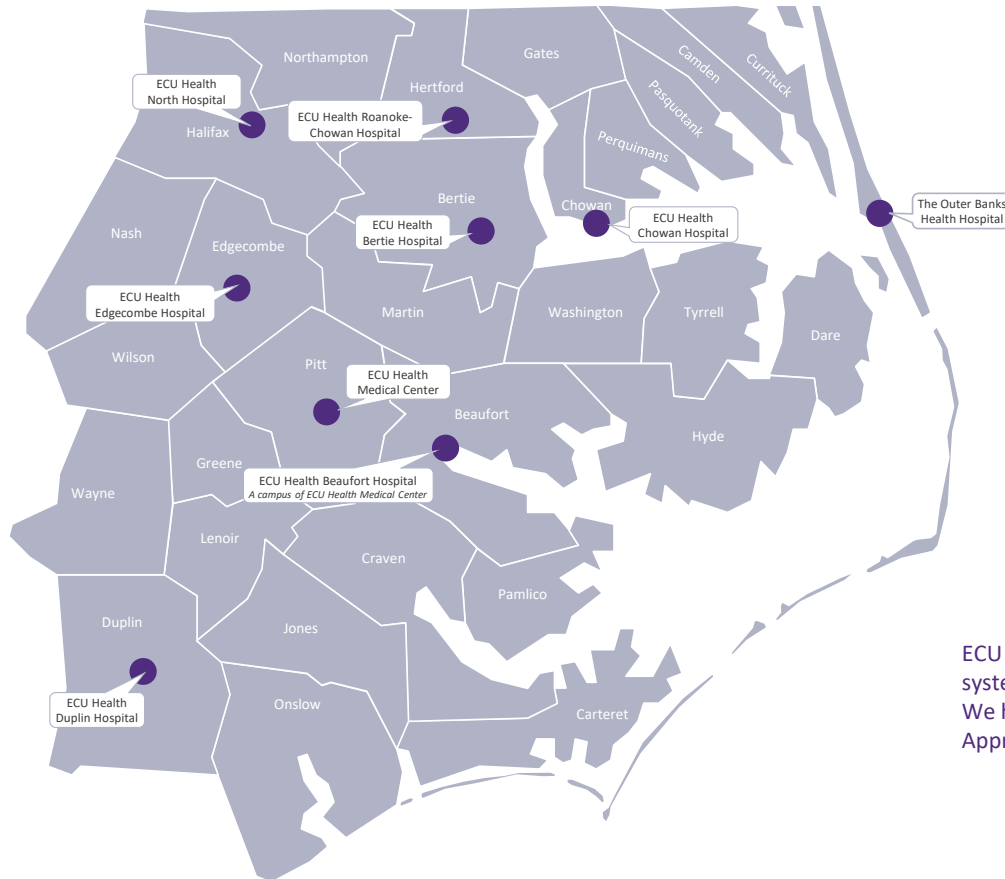 Northampton
Gates
Camden
Currituck
ECU Health
North Hospital
Hertford
Pasquotank
ECU Health Roanoke-
Chowan Hospital
Halifax
Perquimans
Bertie
Chowan
The Outer Banks
Health Hospital
Nash
Edgecombe
ECU Health
Bertie Hospital
ECU Health
Chowan Hospital
ECU Health
Edgecombe Hospital
Martin
Washington
Tyrrell
Dare
Wilson
Pitt
ECU Health
Medical Center
Beaufort
Hyde
Greene
ECU Health Beaufort Hospital
A campus of ECU Health Medical Center
Wayne
Lenoir
Craven
Pamlico
Duplin
Jones
ECU
syste
We h
Appr
ECU Health
Duplin Hospital
Onslow
Carteret